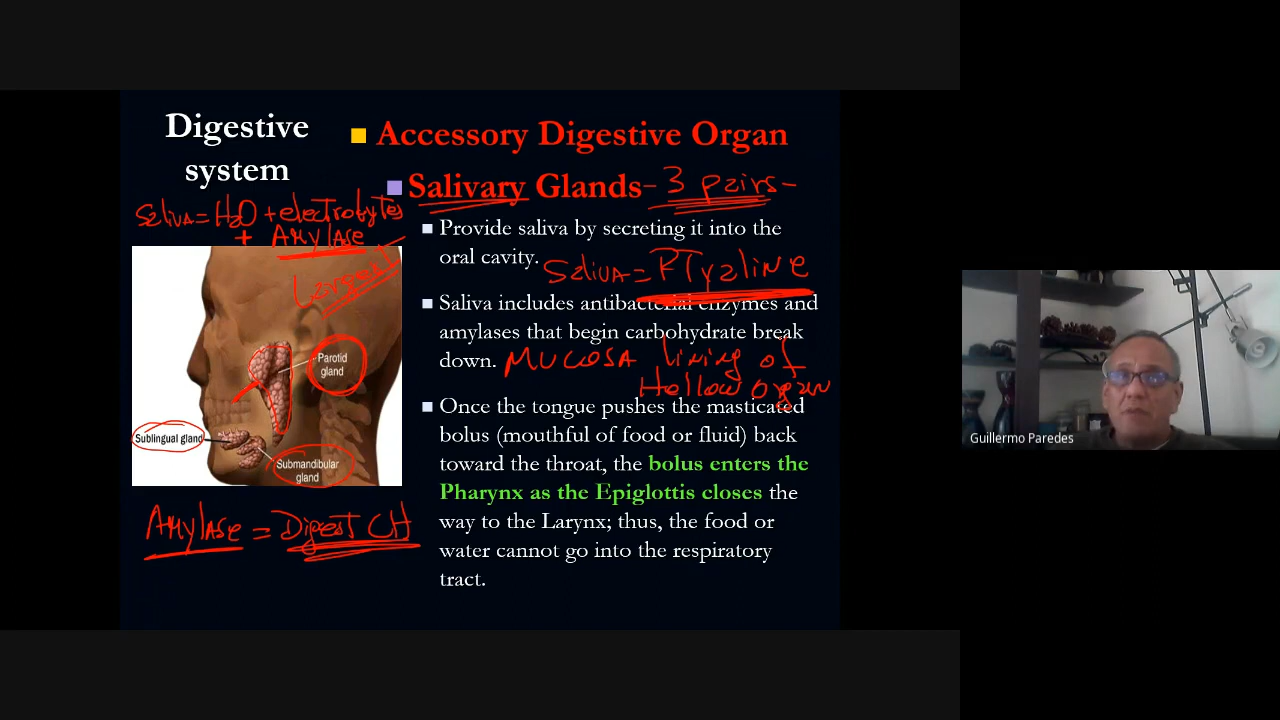 Digestive
system
Accessory Digestive Organ
Salivary Glands- 3 pairs-
Saliva = H2O + electrolytes
+ AMylASe
Largest
Provide saliva by secreting it into the
oral cavity.
SaliVA = PTyaliNe
Saliva includes antibacterial enzymes and
amylases that begin carbohydrate break
down.
MUCOSA lining of
Hollow organ
Once the tongue pushes the masticated
bolus (mouthful of food or fluid) back
toward the throat, the bolus enters the
Pharynx as the Epiglottis closes the
way to the Larynx; thus, the food or
water cannot go into the respiratory
tract.
Parotid
gland
Sublingual gland
Submandibular
gland
AMylASe = Digest CH
Guillermo Paredes